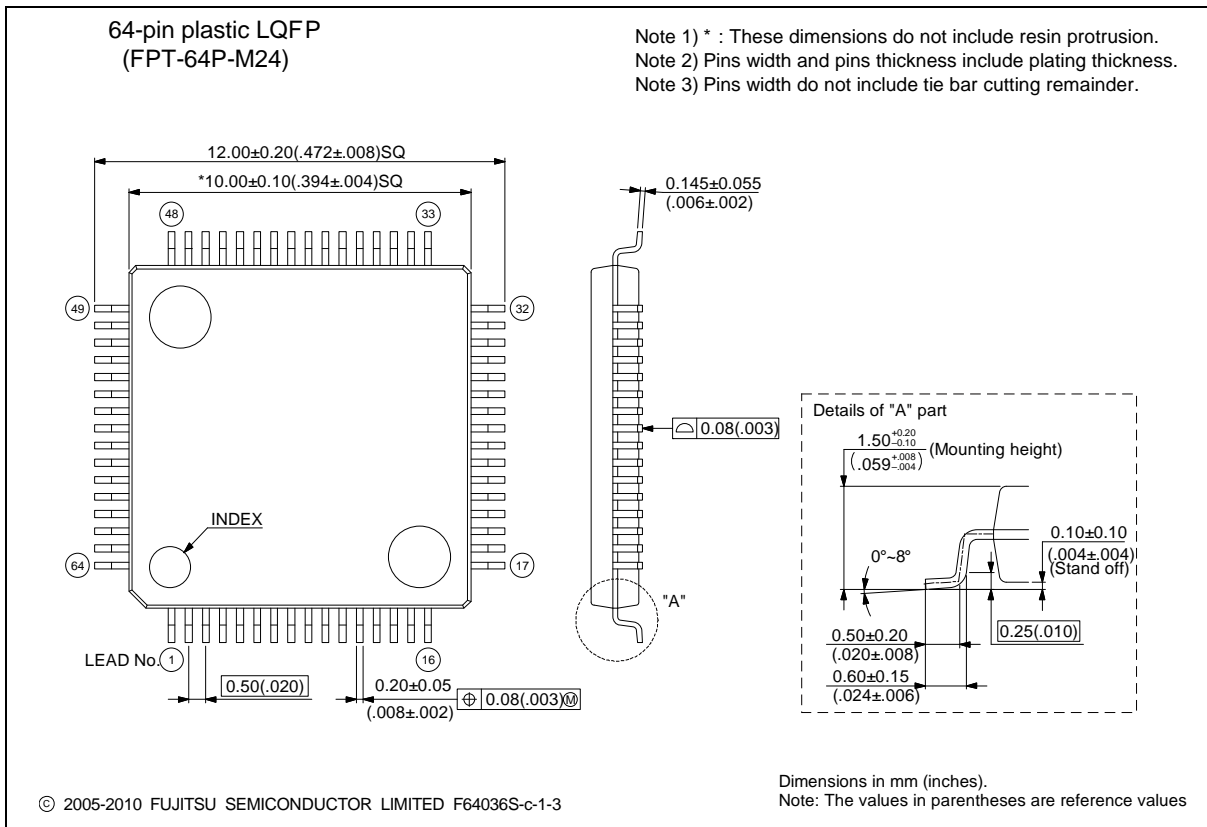 64-pin plastic LQFP
(FPT-64P-M24)
Note 1) * : These dimensions do not include resin protrusion.
Note 2) Pins width and pins thickness include plating thickness.
Note 3) Pins width do not include tie bar cutting remainder.
12.00±0.20(.472±.008)SQ
*10.00±0.10(.394±.004)SQ
0.145±0.055
(.006±.002)
48
33
49
32
0.08(.003)
INDEX
64
17
"A"
LEAD No.
1
16
0.50(.020)
0.20±0.05
(.008±.002)
⌖ 0.08(.003)Ⓜ
Details of "A" part
1.50 +0.20 –0.10 (Mounting height)
(.059 +.008 –.004)
0°~8°
0.10±0.10
(.004±.004)
(Stand off)
0.25(.010)
0.50±0.20
(.020±.008)
0.60±0.15
(.024±.006)
© 2005-2010 FUJITSU SEMICONDUCTOR LIMITED F64036S-c-1-3
Dimensions in mm (inches).
Note: The values in parentheses are reference values